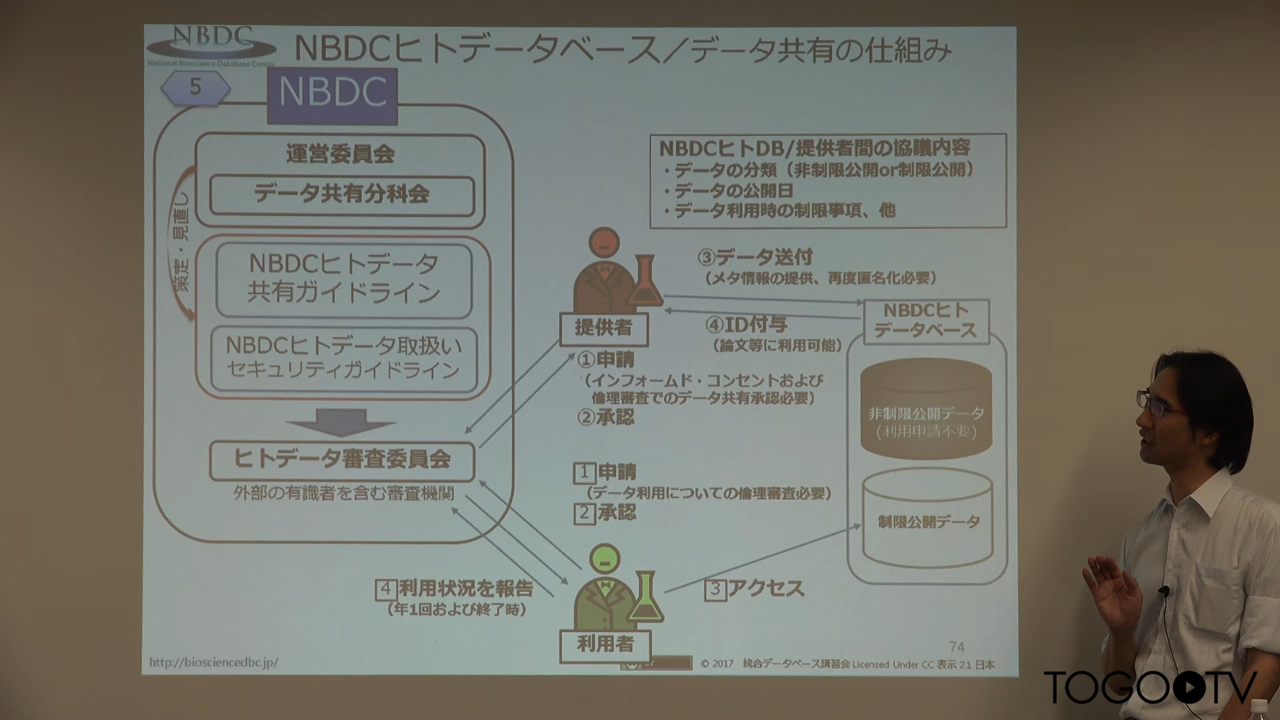 NBDC
National Bioscience Database Center
NBDCヒトデータベース／データ共有の仕組み
5
NBDC
運営委員会
データ共有分科会
策定・見直し
NBDCヒトデータ
共有ガイドライン
NBDCヒトデータ取扱い
セキュリティガイドライン
ヒトデータ審査委員会
外部の有識者を含む審査機関
NBDCヒトDB/提供者間の協議内容
・データの分類（非制限公開or制限公開）
・データの公開日
・データ利用時の制限事項、他
③データ送付
（メタ情報の提供、再度匿名化必要）
提供者
④ID付与
（論文等に利用可能）
NBDCヒト
データベース
①申請
（インフォームド・コンセントおよび
倫理審査でのデータ共有承認必要）
②承認
非制限公開データ
（利用申請不要）
1 申請
（データ利用についての倫理審査必要）
2 承認
制限公開データ
4 利用状況を報告
（年1回および終了時）
3 アクセス
利用者
74
http://biosciencedbc.jp/
© 2017 統合データベース講習会 Licensed Under CC 表示 2.1 日本
TOGOTV